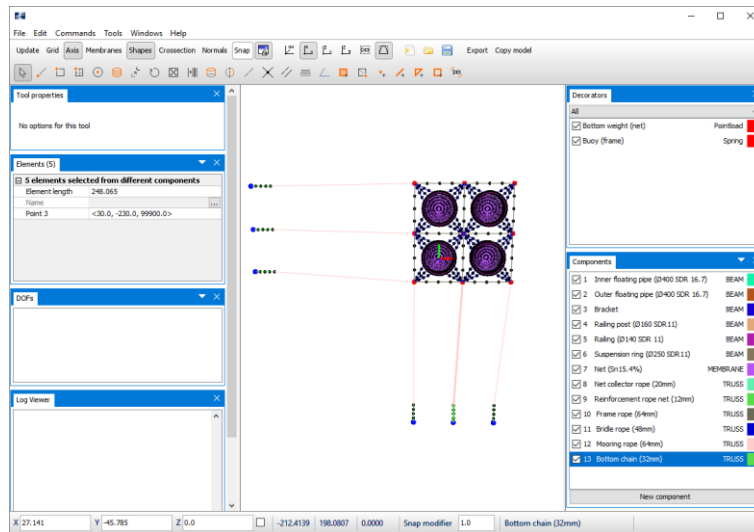 File Edit Commands Tools Windows Help
Update Grid Axis Membranes Shapes Crossection Normals Snap Export Copy model
Tool properties
No options for this tool
Elements (5)
5 elements selected from different components
Element length 248.065
Name ...
Point 3 <30.0, -230.0, 99900.0>
DOFs
Log Viewer
Decorators
All
Bottom weight (net) Pointload
Buoy (frame) Spring
Components
1 Inner floating pipe (Ø400 SDR 16.7) BEAM
2 Outer floating pipe (Ø400 SDR 16.7) BEAM
3 Bracket BEAM
4 Railing post (Ø160 SDR11) BEAM
5 Railing (Ø140 SDR 11) BEAM
6 Suspension ring (Ø250 SDR11) BEAM
7 Net (Sn15.4%) MEMBRANE
8 Net collector rope (20mm) TRUSS
9 Reinforcement rope net (12mm) TRUSS
10 Frame rope (64mm) TRUSS
11 Bridle rope (48mm) TRUSS
12 Mooring rope (64mm) TRUSS
13 Bottom chain (32mm) TRUSS
New component
X 27.141 Y -45.785 Z 0.0 -212.4139 198.0807 0.0000 Snap modifier 1.0 Bottom chain (32mm)